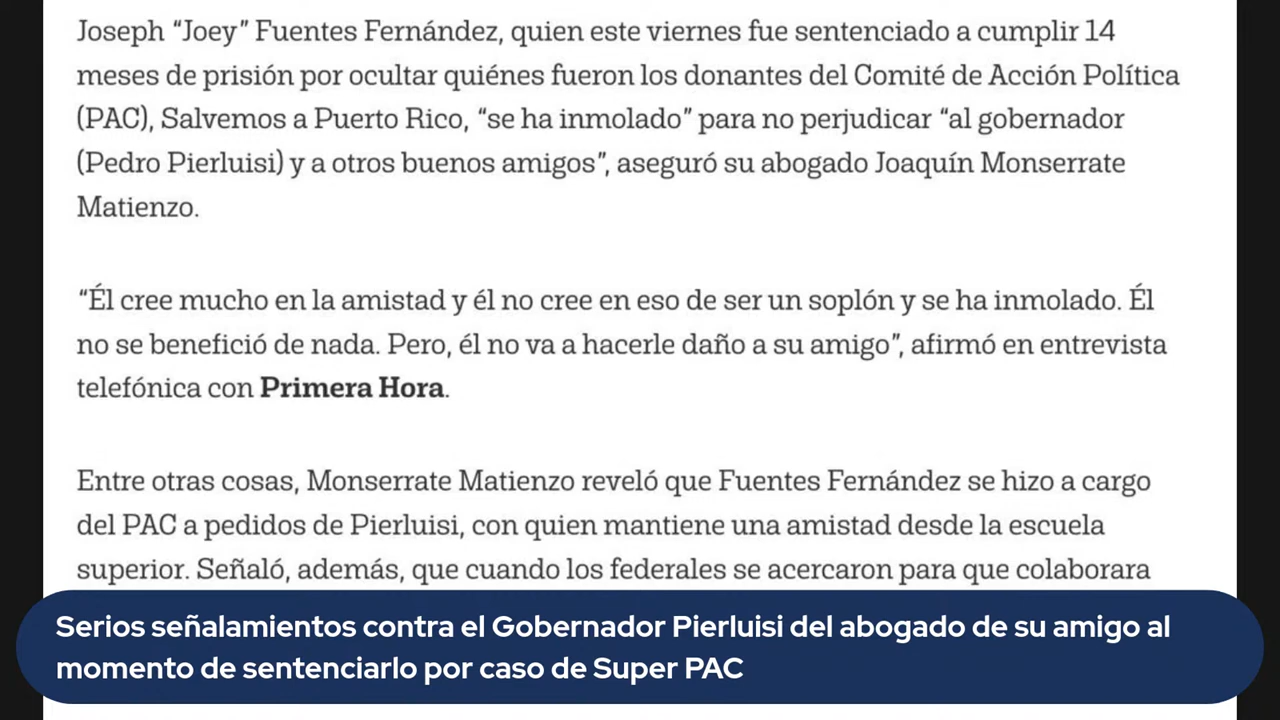 Joseph “Joey” Fuentes Fernández, quien este viernes fue sentenciado a cumplir 14
meses de prisión por ocultar quiénes fueron los donantes del Comité de Acción Política
(PAC), Salvemos a Puerto Rico, “se ha inmolado” para no perjudicar “al gobernador
(Pedro Pierluisi) y a otros buenos amigos”, aseguró su abogado Joaquín Monserrate
Matienzo.
“Él cree mucho en la amistad y él no cree en eso de ser un soplón y se ha inmolado. Él
no se benefició de nada. Pero, él no va a hacerle daño a su amigo”, afirmó en entrevista
telefónica con Primera Hora.
Entre otras cosas, Monserrate Matienzo reveló que Fuentes Fernández se hizo a cargo
del PAC a pedidos de Pierluisi, con quien mantiene una amistad desde la escuela
superior. Señaló, además, que cuando los federales se acercaron para que colaborara
Serios señalamientos contra el Gobernador Pierluisi del abogado de su amigo al
momento de sentenciarlo por caso de Super PAC